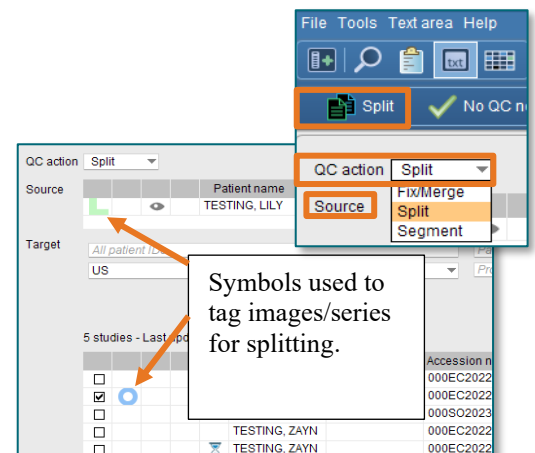 File Tools Text area Help
txt
Split No QC n
QC action Split
Fix/Merge
Source Split
Segment
QC action Split
Source Patient name
TESTING, LILY
Target All patient ID
US
Symbols used to
tag images/series
for splitting.
5 studies - Last upd
Accession n
000EC2022
000EC2022
000SO2023
TESTING, ZAYN 000EC2022
TESTING, ZAYN 000EC2022